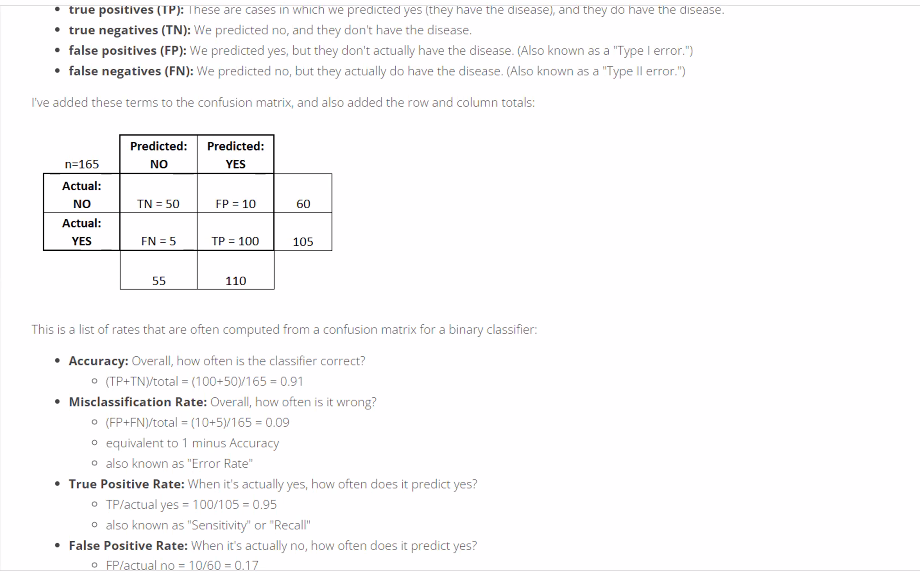 • true positives (TP): These are cases in which we predicted yes (they have the disease), and they do have the disease.
• true negatives (TN): We predicted no, and they don't have the disease.
• false positives (FP): We predicted yes, but they don't actually have the disease. (Also known as a "Type I error.")
• false negatives (FN): We predicted no, but they actually do have the disease. (Also known as a "Type II error.")
I've added these terms to the confusion matrix, and also added the row and column totals:
Predicted: Predicted:
n=165 NO YES
Actual:
NO TN = 50 FP = 10 60
Actual:
YES FN = 5 TP = 100 105
55 110
This is a list of rates that are often computed from a confusion matrix for a binary classifier:
• Accuracy: Overall, how often is the classifier correct?
○ (TP+TN)/total = (100+50)/165 = 0.91
• Misclassification Rate: Overall, how often is it wrong?
○ (FP+FN)/total = (10+5)/165 = 0.09
○ equivalent to 1 minus Accuracy
○ also known as "Error Rate"
• True Positive Rate: When it's actually yes, how often does it predict yes?
○ TP/actual yes = 100/105 = 0.95
○ also known as "Sensitivity" or "Recall"
• False Positive Rate: When it's actually no, how often does it predict yes?
○ FP/actual no = 10/60 = 0.17